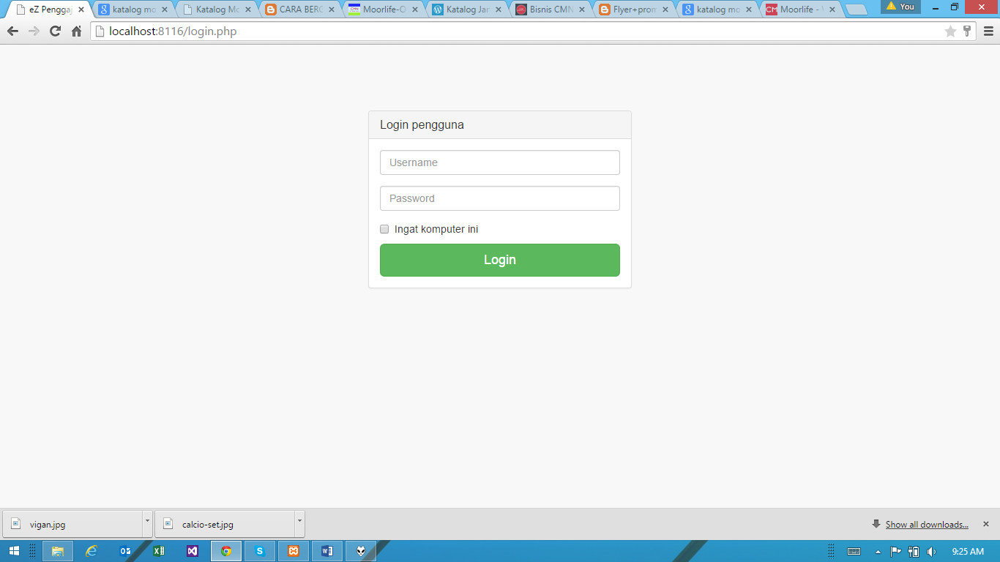 eZ Penggaj
katalog mo
Katalog Mo
CARA BERG
Moorlife-O
Katalog Jar
Bisnis CMN
Flyer+prom
katalog mo
CM Moorlife - 
You
localhost:8116/login.php
Login pengguna
Username
Password
Ingat komputer ini
Login
vigan.jpg
calcio-set.jpg
Show all downloads...
9:25 AM